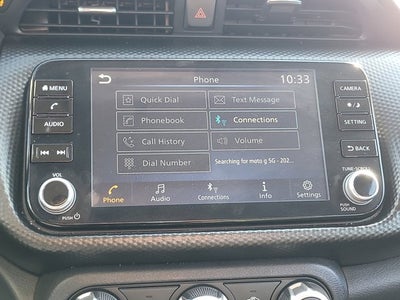 Phone 10:33
MENU
CAMERA
Quick Dial Text Message
Phonebook Connections
AUDIO
SETTING
Call History Volume
BACK
Dial Number Searching for moto g 5G - 202...
VOL
TUNE·SCROLL
Phone Audio Connections Info Settings
PUSH
PUSH
SOUND